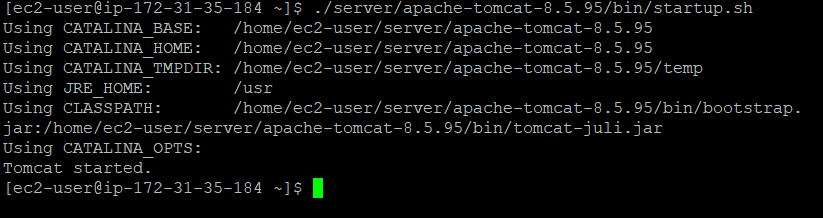 [ec2-user@ip-172-31-35-184 ~]$ ./server/apache-tomcat-8.5.95/bin/startup.sh
Using CATALINA_BASE:   /home/ec2-user/server/apache-tomcat-8.5.95
Using CATALINA_HOME:   /home/ec2-user/server/apache-tomcat-8.5.95
Using CATALINA_TMPDIR: /home/ec2-user/server/apache-tomcat-8.5.95/temp
Using JRE_HOME:        /usr
Using CLASSPATH:       /home/ec2-user/server/apache-tomcat-8.5.95/bin/bootstrap.
jar:/home/ec2-user/server/apache-tomcat-8.5.95/bin/tomcat-juli.jar
Using CATALINA_OPTS:
Tomcat started.
[ec2-user@ip-172-31-35-184 ~]$